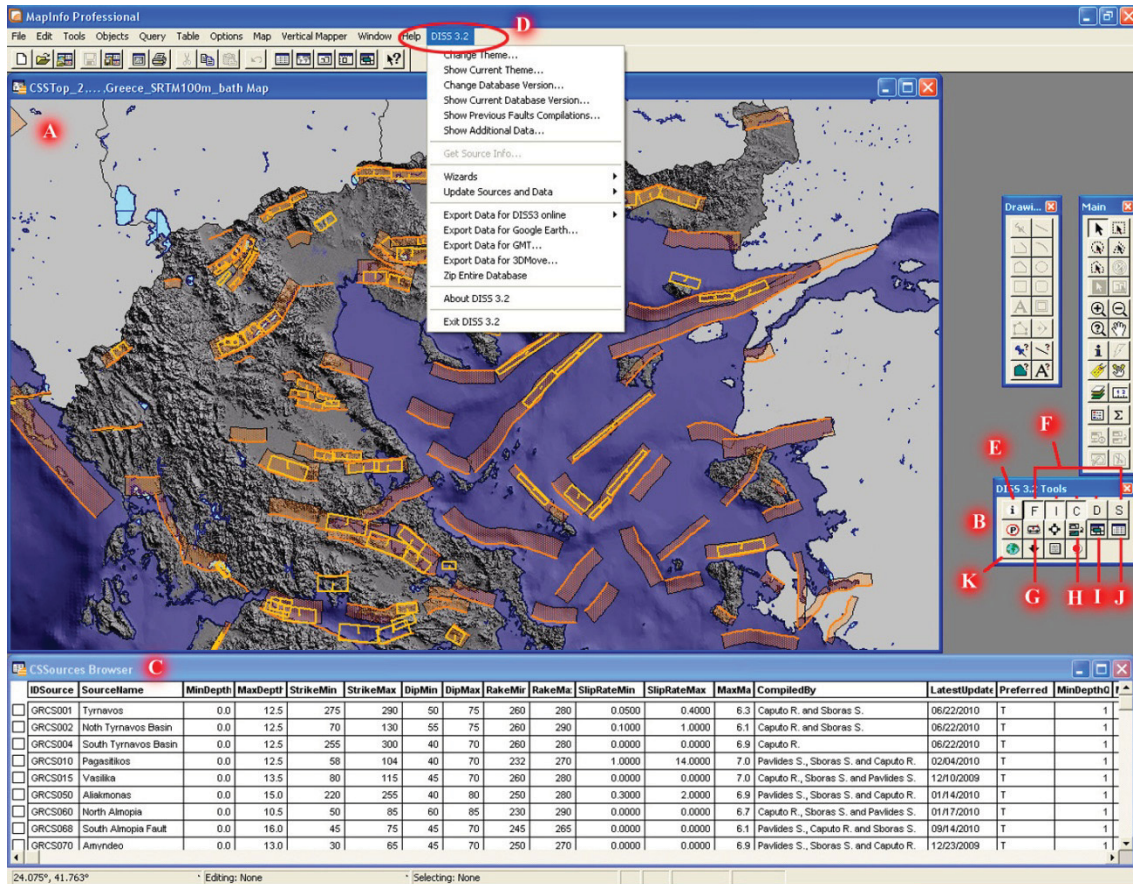 MapInfo Professional
File Edit Tools Objects Query Table Options Map Vertical Mapper Window Help DISS 3.2
D
CSSTop_2,... ,Greece_SRTM100m_bath Map
A
Change Theme...
Show Current Theme...
Change Database Version...
Show Current Database Version...
Show Previous Faults Compilations...
Show Additional Data...
Get Source Info...
Wizards
Update Sources and Data
Export Data for DISS3 online
Export Data for Google Earth...
Export Data for GMT...
Export Data for 3DMove...
Zip Entire Database
About DISS 3.2
Exit DISS 3.2
Drawi...
Main
F
E
DISS 3.2 Tools
B
i F I C D S
K
G H I J
CSSources Browser C
IDSource SourceName MinDepth MaxDeptl StrikeMin StrikeMax DipMin DipMax RakeMir RakeMa: SlipRateMin SlipRateMax MaxMa CompiledBy LatestUpdate Preferred MinDepthQ
GRCS001 Tyrnavos 0.0 12.5 275 290 50 75 260 280 0.0500 0.4000 6.3 Caputo R. and Sboras S. 06/22/2010 T 1
GRCS002 Noth Tyrnavos Basin 0.0 12.5 70 130 55 75 260 290 0.1000 1.0000 6.1 Caputo R. and Sboras S. 06/22/2010 T 1
GRCS004 South Tyrnavos Basin 0.0 12.5 255 300 40 70 260 280 0.0000 0.0000 6.9 Caputo R. 06/22/2010 T 1
GRCS010 Pagasitikos 0.0 12.5 58 104 40 70 232 270 1.0000 14.0000 7.0 Pavlides S., Sboras S. and Caputo R. 02/04/2010 T 1
GRCS015 Vasilika 0.0 13.5 80 115 45 70 260 280 0.0000 0.0000 7.0 Caputo R., Sboras S. and Pavlides S. 12/10/2009 T 1
GRCS050 Aliakmonas 0.0 15.0 220 255 40 80 250 280 0.3000 2.0000 6.9 Pavlides S., Sboras S. and Caputo R. 01/14/2010 T 1
GRCS060 North Almopia 0.0 10.5 50 85 60 85 230 290 0.0000 0.0000 6.7 Caputo R., Sboras S. and Pavlides S. 01/17/2010 T 1
GRCS068 South Almopia Fault 0.0 16.0 45 75 45 70 245 265 0.0000 0.0000 6.1 Pavlides S., Caputo R. and Sboras S. 09/14/2010 T 1
GRCS070 Amyndeo 0.0 13.0 30 65 45 70 250 270 0.0000 0.0000 6.9 Pavlides S., Sboras S. and Caputo R. 12/23/2009 T 1
24.075°, 41.763° Editing: None Selecting: None